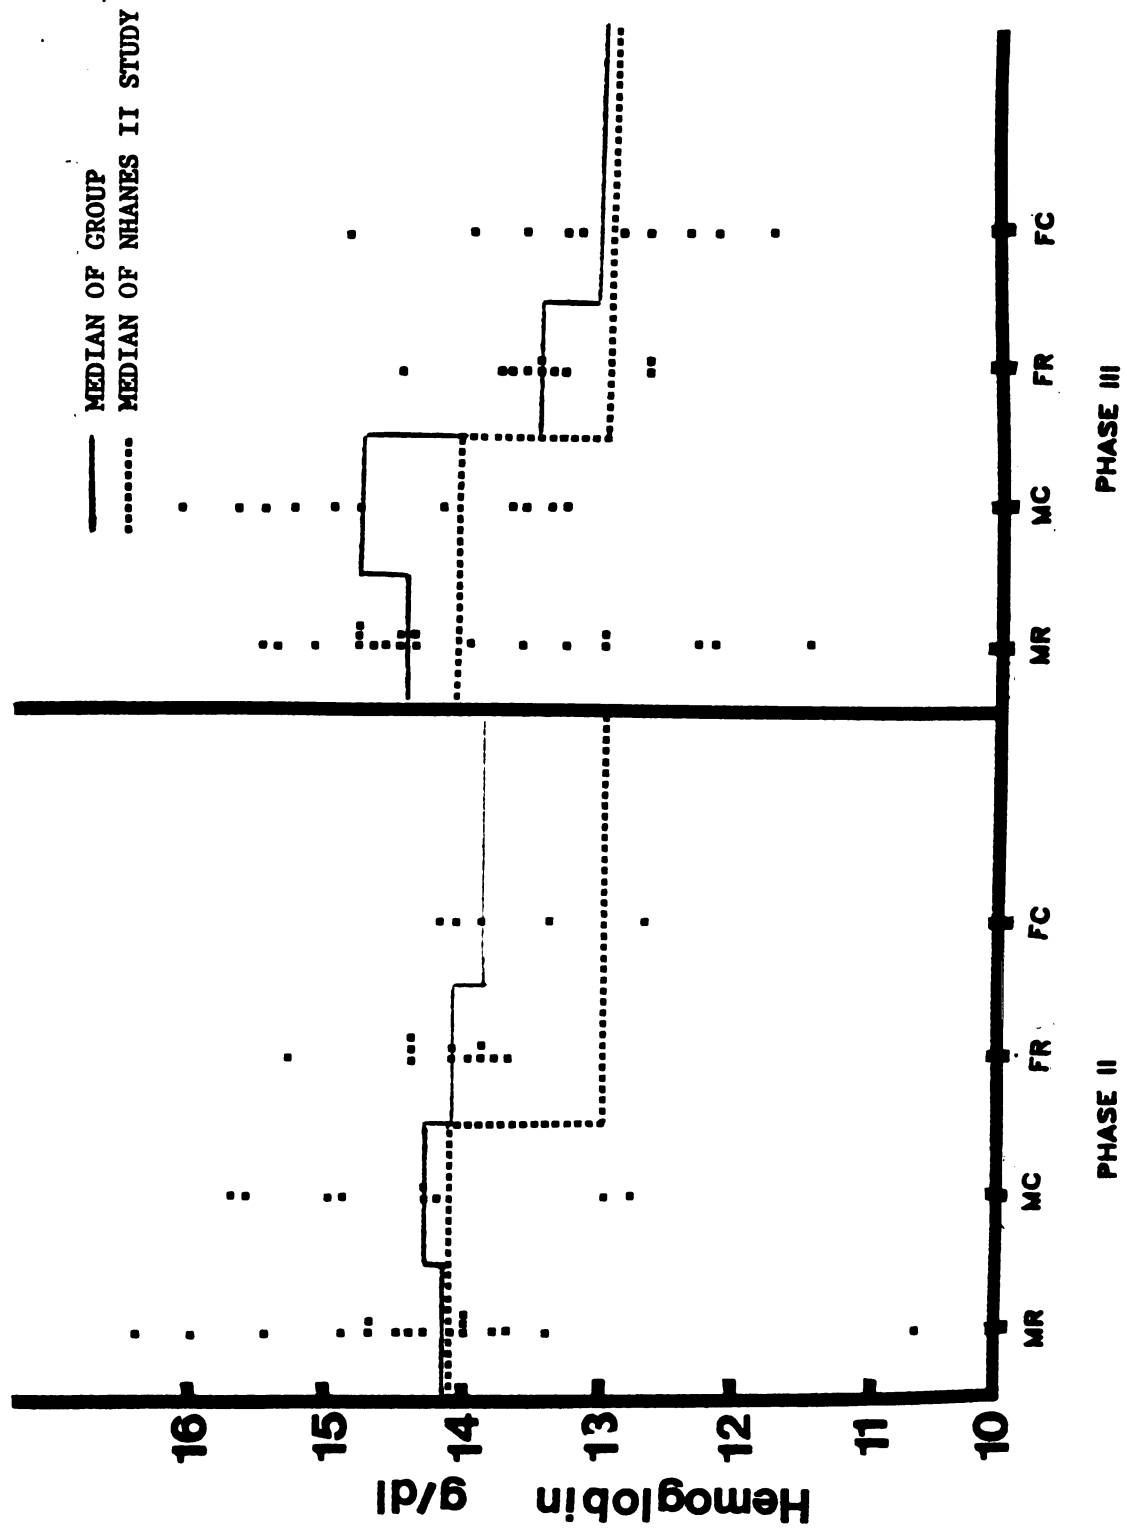 MEDIAN OF GROUP
MEDIAN OF NHANES II STUDY
Hemoglobin
g/dl
16
15
14
13
12
11
10
MR MC FR FC MR MC FR FC
PHASE II PHASE III